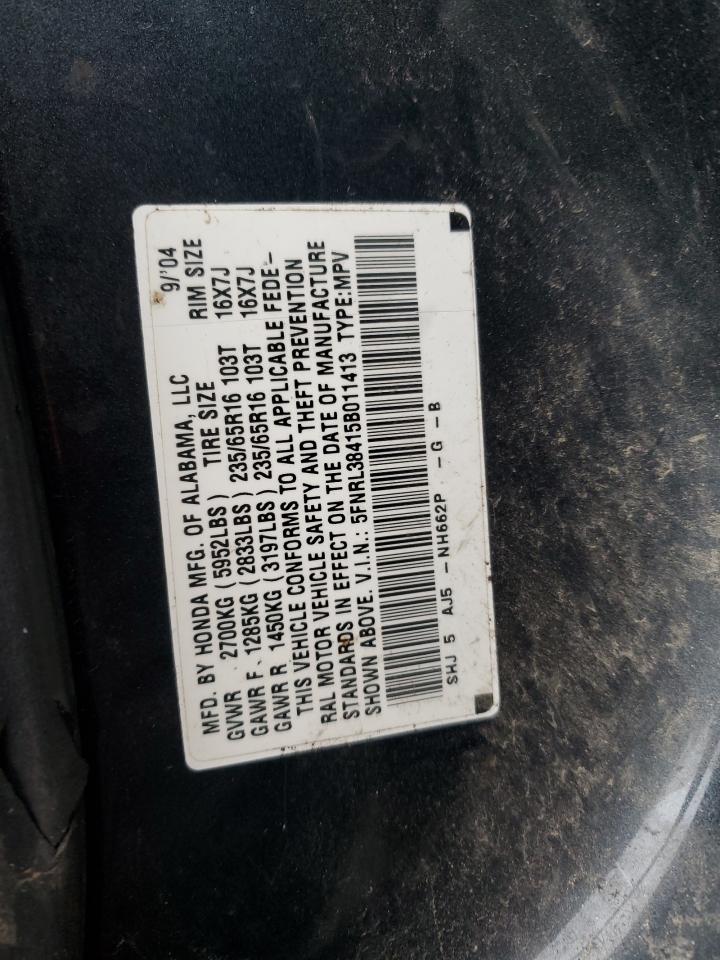 MFD. BY HONDA MFG. OF ALABAMA, LLC 9/'04
GVWR 2700KG (5952LBS) TIRE SIZE RIM SIZE
GAWR F. 1285KG (2833LBS) 235/65R16 103T 16X7J
GAWR R 1450KG (3197LBS) 235/65R16 103T 16X7J
THIS VEHICLE CONFORMS TO ALL APPLICABLE FEDE-
RAL MOTOR VEHICLE SAFETY AND THEFT PREVENTION
STANDARDS IN EFFECT ON THE DATE OF MANUFACTURE
SHOWN ABOVE. V.I.N.: 5FNRL38415B011413 TYPE:MPV
SHJ 5 AJ5 -NH662P -G -B